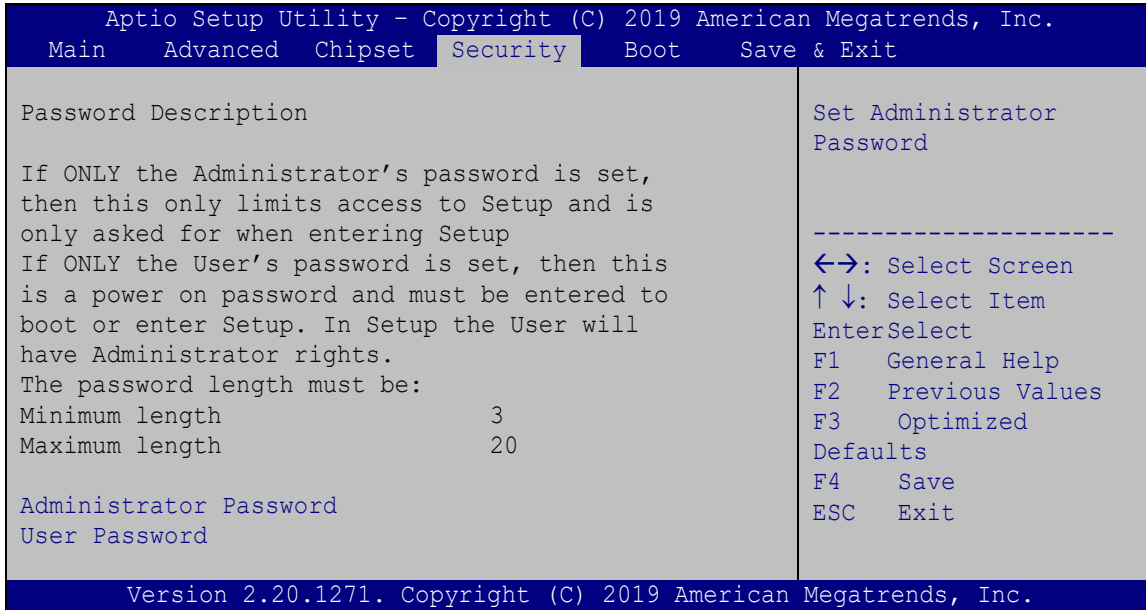 Aptio Setup Utility – Copyright (C) 2019 American Megatrends, Inc.
Main Advanced Chipset Security Boot Save & Exit
Password Description
If ONLY the Administrator’s password is set,
then this only limits access to Setup and is
only asked for when entering Setup
If ONLY the User’s password is set, then this
is a power on password and must be entered to
boot or enter Setup. In Setup the User will
have Administrator rights.
The password length must be:
Minimum length 3
Maximum length 20
Administrator Password
User Password
Set Administrator
Password
---------------------
←→: Select Screen
↑ ↓: Select Item
EnterSelect
F1 General Help
F2 Previous Values
F3 Optimized
Defaults
F4 Save
ESC Exit
Version 2.20.1271. Copyright (C) 2019 American Megatrends, Inc.